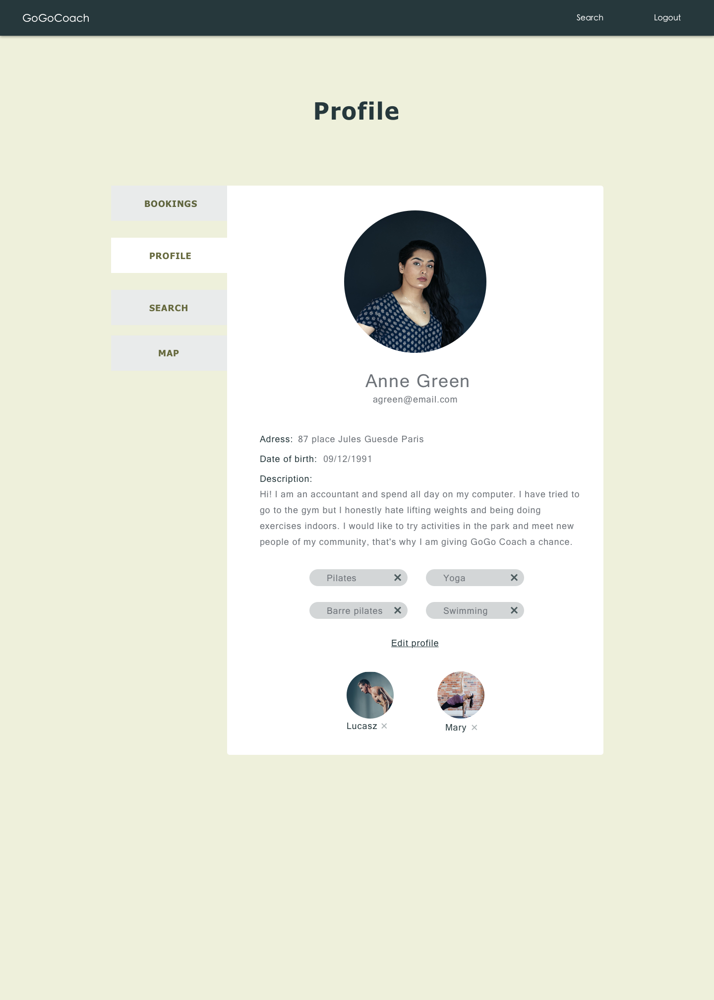 GoGoCoach
Search
Logout
Profile
BOOKINGS
PROFILE
SEARCH
MAP
Anne Green
agreen@email.com
Adress: 87 place Jules Guesde Paris
Date of birth: 09/12/1991
Description:
Hi! I am an accountant and spend all day on my computer. I have tried to
go to the gym but I honestly hate lifting weights and being doing
exercises indoors. I would like to try activities in the park and meet new
people of my community, that's why I am giving GoGo Coach a chance.
Pilates ✕
Yoga ✕
Barre pilates ✕
Swimming ✕
Edit profile
Lucasz ✕
Mary ✕